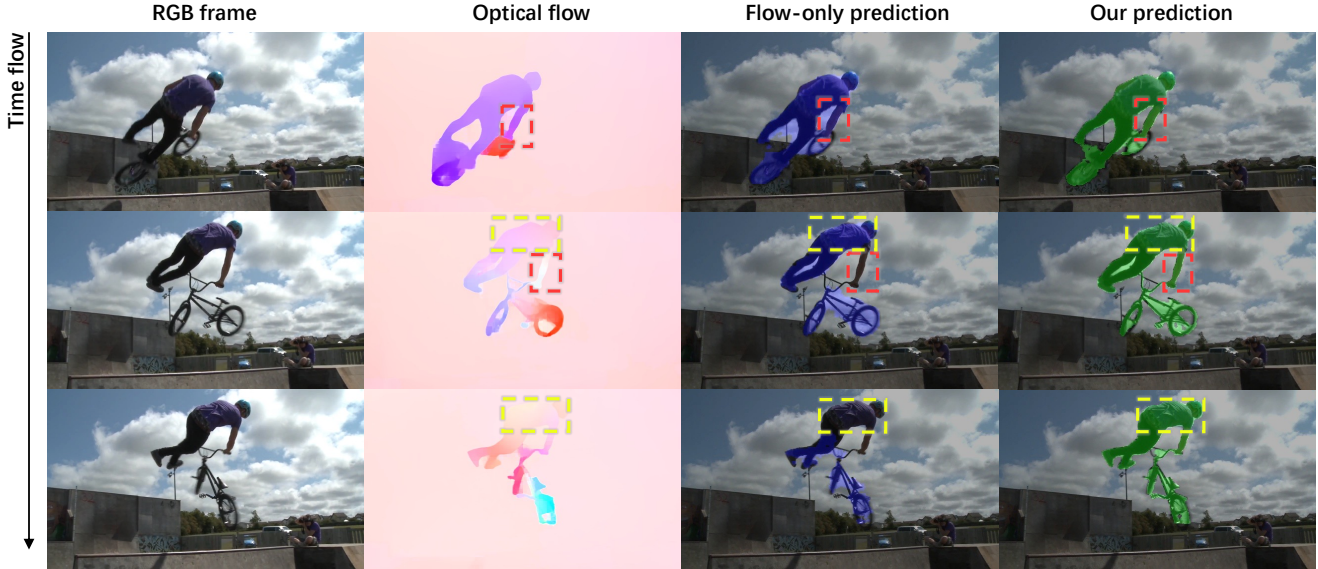 RGB frame
Optical flow
Flow-only prediction
Our prediction
Time flow